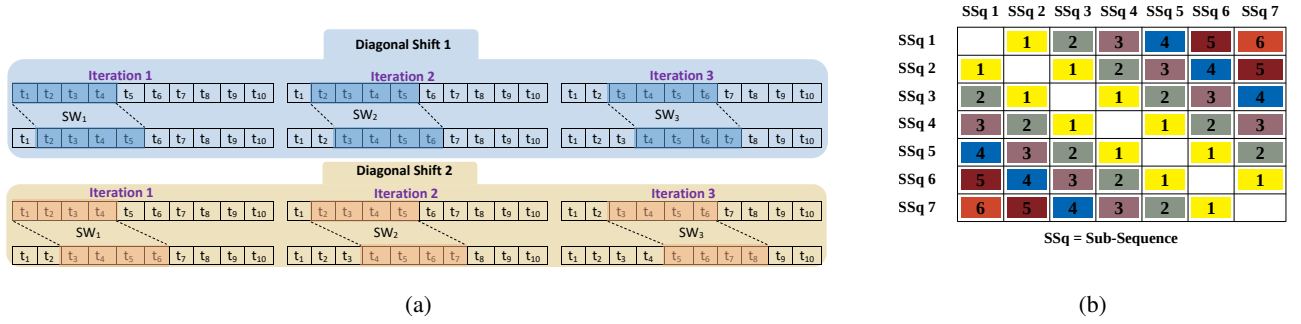 Diagonal Shift 1
Iteration 1 Iteration 2 Iteration 3
t1 t2 t3 t4 t5 t6 t7 t8 t9 t10 t1 t2 t3 t4 t5 t6 t7 t8 t9 t10 t1 t2 t3 t4 t5 t6 t7 t8 t9 t10
SW1 SW2 SW3
t1 t2 t3 t4 t5 t6 t7 t8 t9 t10 t1 t2 t3 t4 t5 t6 t7 t8 t9 t10 t1 t2 t3 t4 t5 t6 t7 t8 t9 t10
Diagonal Shift 2
Iteration 1 Iteration 2 Iteration 3
t1 t2 t3 t4 t5 t6 t7 t8 t9 t10 t1 t2 t3 t4 t5 t6 t7 t8 t9 t10 t1 t2 t3 t4 t5 t6 t7 t8 t9 t10
SW1 SW2 SW3
t1 t2 t3 t4 t5 t6 t7 t8 t9 t10 t1 t2 t3 t4 t5 t6 t7 t8 t9 t10 t1 t2 t3 t4 t5 t6 t7 t8 t9 t10
(a)
SSq 1 SSq 2 SSq 3 SSq 4 SSq 5 SSq 6 SSq 7
SSq 1 1 2 3 4 5 6
SSq 2 1 1 2 3 4 5
SSq 3 2 1 1 2 3 4
SSq 4 3 2 1 1 2 3
SSq 5 4 3 2 1 1 2
SSq 6 5 4 3 2 1 1
SSq 7 6 5 4 3 2 1
SSq = Sub-Sequence
(b)